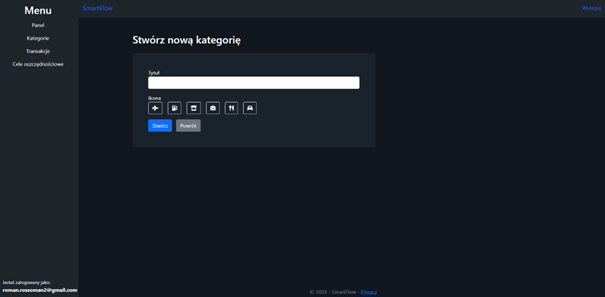 Menu
SmartFlow
Wyloguj
Panel
Kategorie
Transakcje
Cele oszczędnościowe
Stwórz nową kategorię
Tytuł
Ikona
Stwórz
Powrót
Jesteś zalogowany jako:
roman.rossoman2@gmail.com
© 2024 - SmartFlow - Privacy